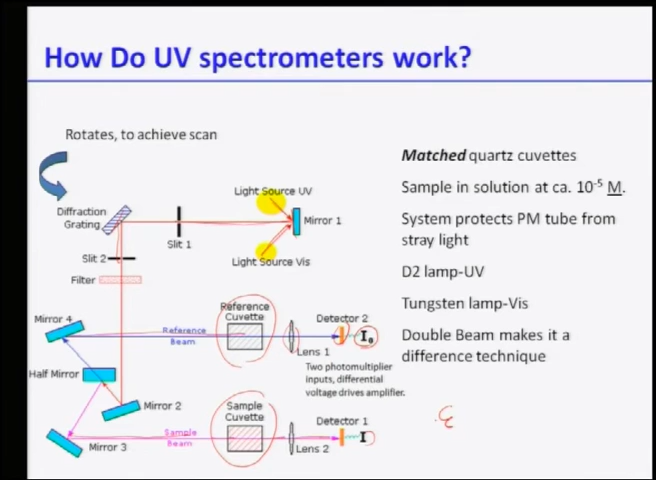 How Do UV spectrometers work?
Rotates, to achieve scan
Matched quartz cuvettes
Sample in solution at ca. 10⁻⁵ M.
System protects PM tube from
stray light
D2 lamp-UV
Tungsten lamp-Vis
Double Beam makes it a
difference technique
Light Source UV
Diffraction
Grating
Mirror 1
Slit 1
Light Source Vis
Slit 2
Filter
Reference
Cuvette
Mirror 4
Detector 2
Reference
Beam
I₀
Lens 1
Two photomultiplier
inputs, differential
voltage drives amplifier.
Half Mirror
Mirror 2
Sample
Cuvette
Detector 1
Sample
Beam
I
Mirror 3
Lens 2